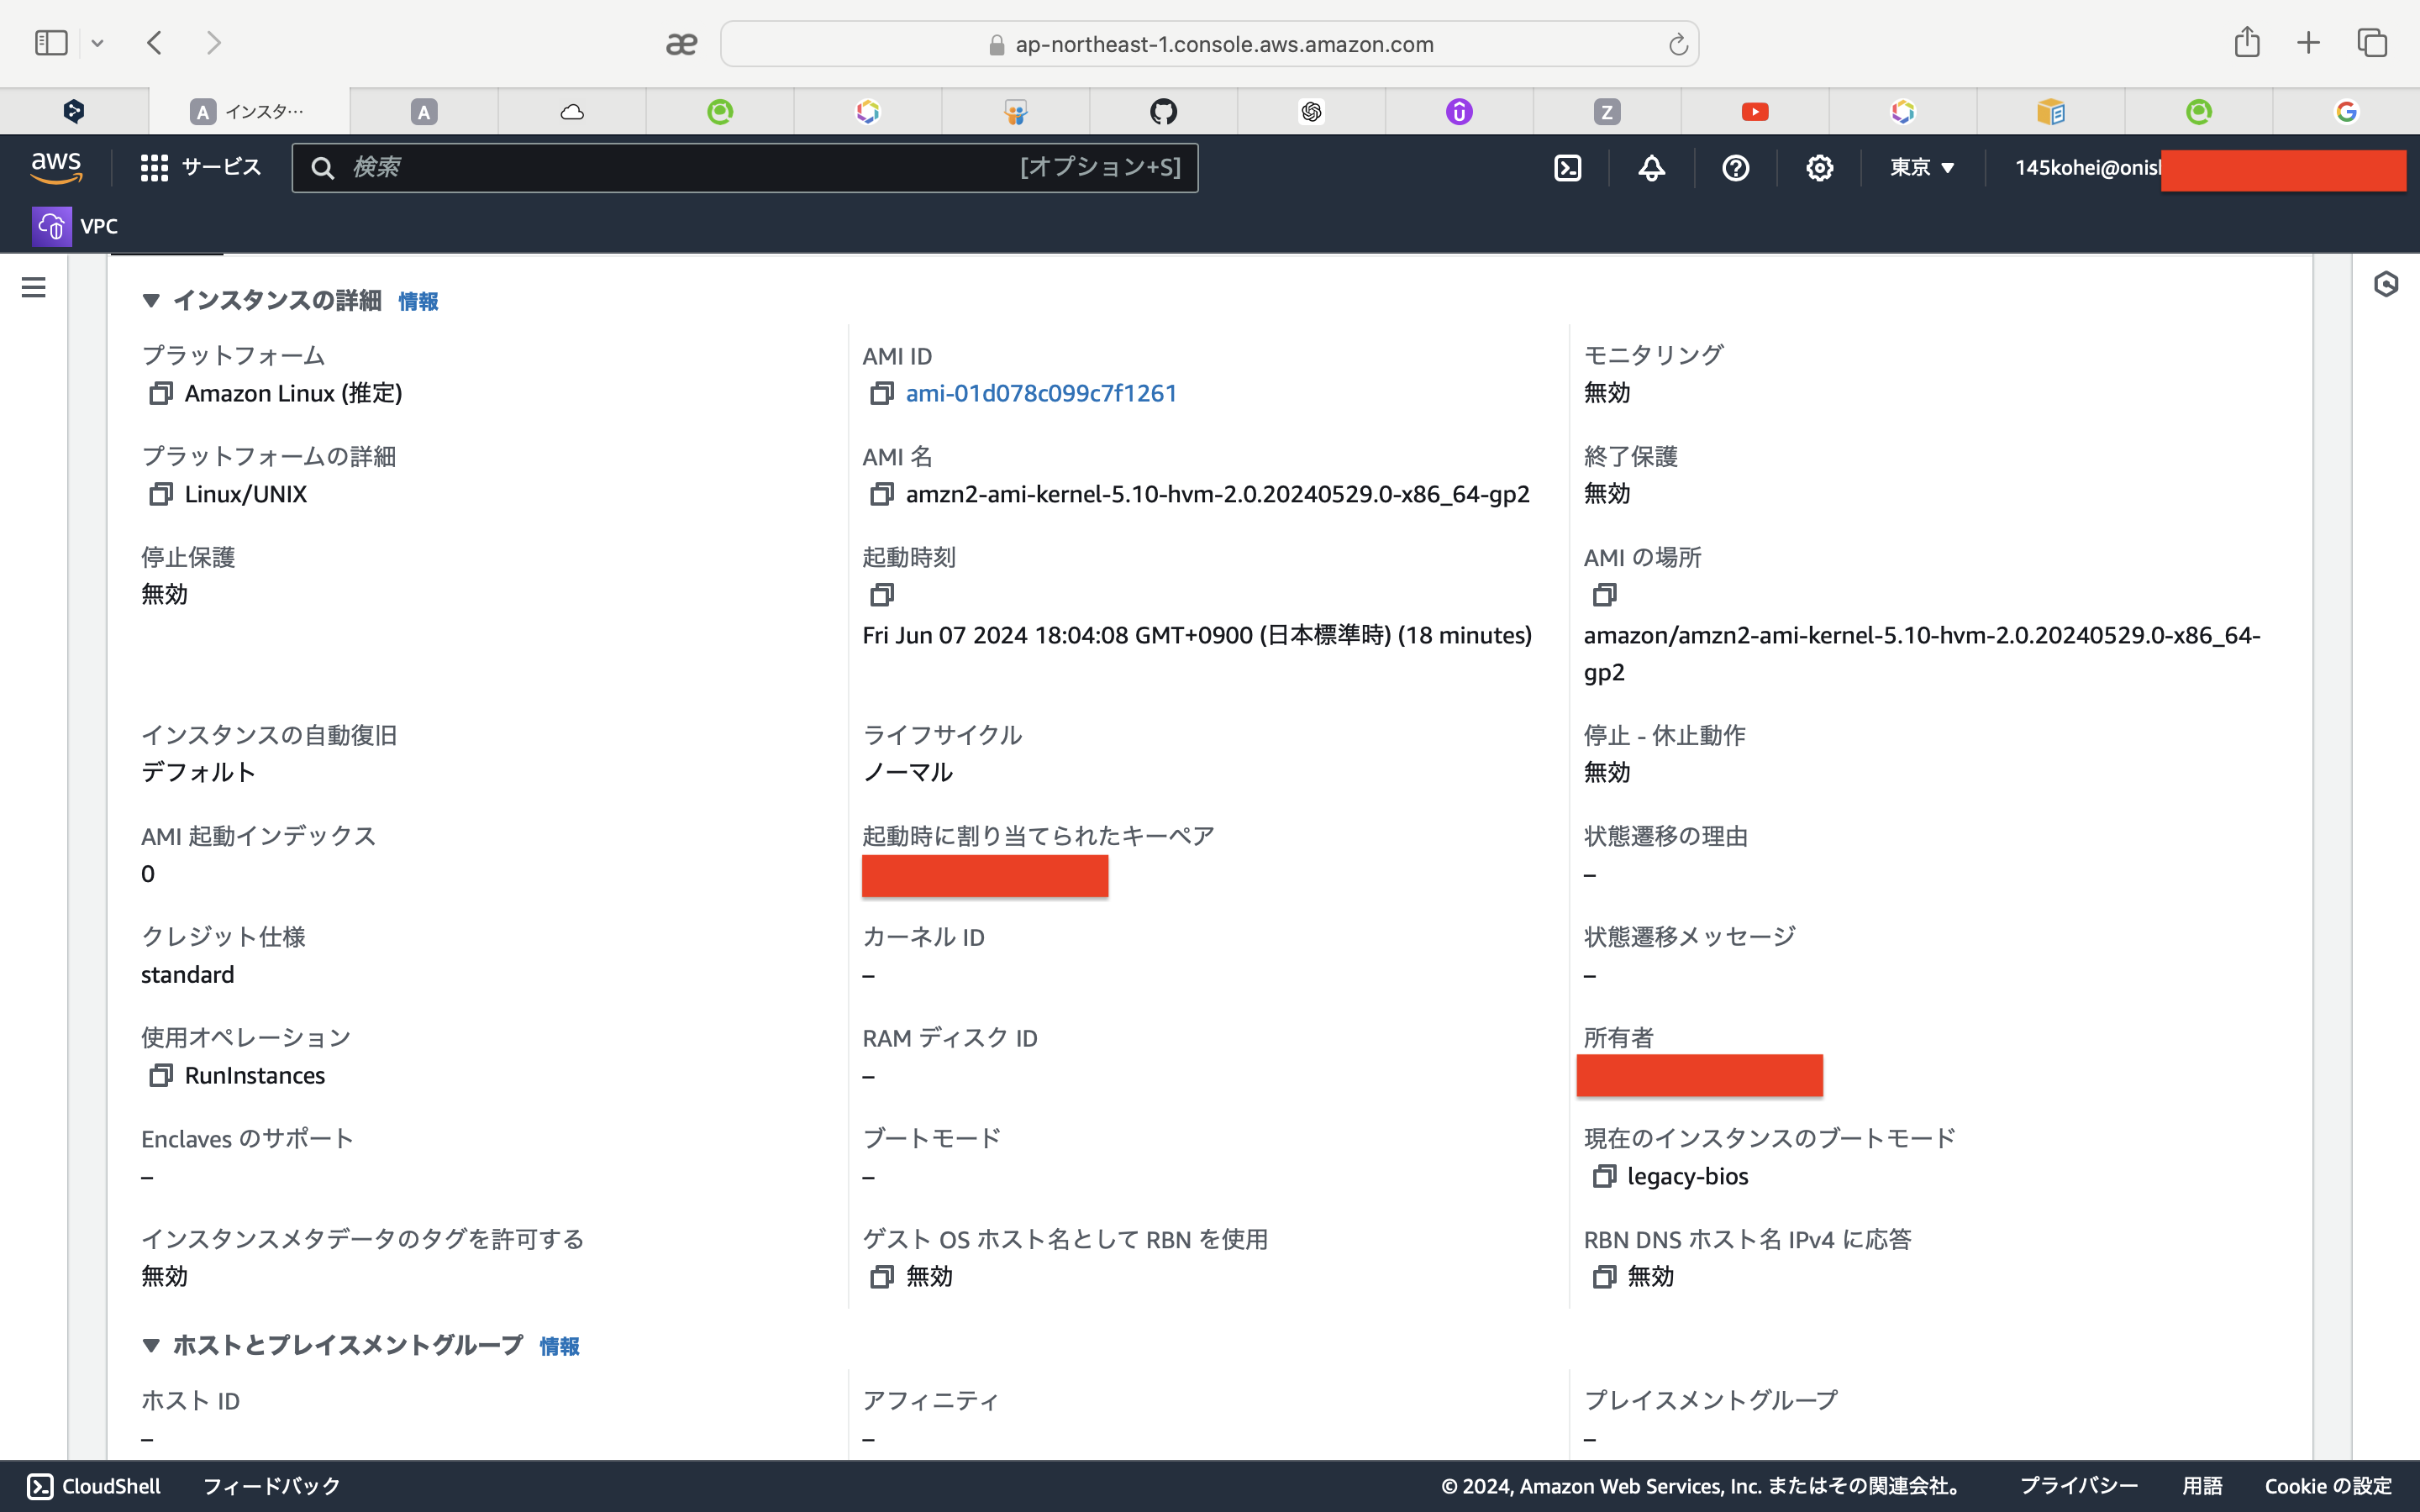 ap-northeast-1.console.aws.amazon.com
A インスタ…
A
Z
aws
サービス
検索
[オプション+S]
東京
145kohei@onis
VPC
インスタンスの詳細 情報
プラットフォーム
Amazon Linux (推定)
AMI ID
ami-01d078c099c7f1261
モニタリング
無効
プラットフォームの詳細
Linux/UNIX
AMI 名
amzn2-ami-kernel-5.10-hvm-2.0.20240529.0-x86_64-gp2
終了保護
無効
停止保護
無効
起動時刻
Fri Jun 07 2024 18:04:08 GMT+0900 (日本標準時) (18 minutes)
AMI の場所
amazon/amzn2-ami-kernel-5.10-hvm-2.0.20240529.0-x86_64-
gp2
インスタンスの自動復旧
デフォルト
ライフサイクル
ノーマル
停止 - 休止動作
無効
AMI 起動インデックス
0
起動時に割り当てられたキーペア
状態遷移の理由
–
クレジット仕様
standard
カーネル ID
–
状態遷移メッセージ
–
使用オペレーション
RunInstances
RAM ディスク ID
–
所有者
Enclaves のサポート
–
ブートモード
–
現在のインスタンスのブートモード
legacy-bios
インスタンスメタデータのタグを許可する
無効
ゲスト OS ホスト名として RBN を使用
無効
RBN DNS ホスト名 IPv4 に応答
無効
ホストとプレイスメントグループ 情報
ホスト ID
–
アフィニティ
–
プレイスメントグループ
–
CloudShell
フィードバック
© 2024, Amazon Web Services, Inc. またはその関連会社。
プライバシー
用語
Cookie の設定